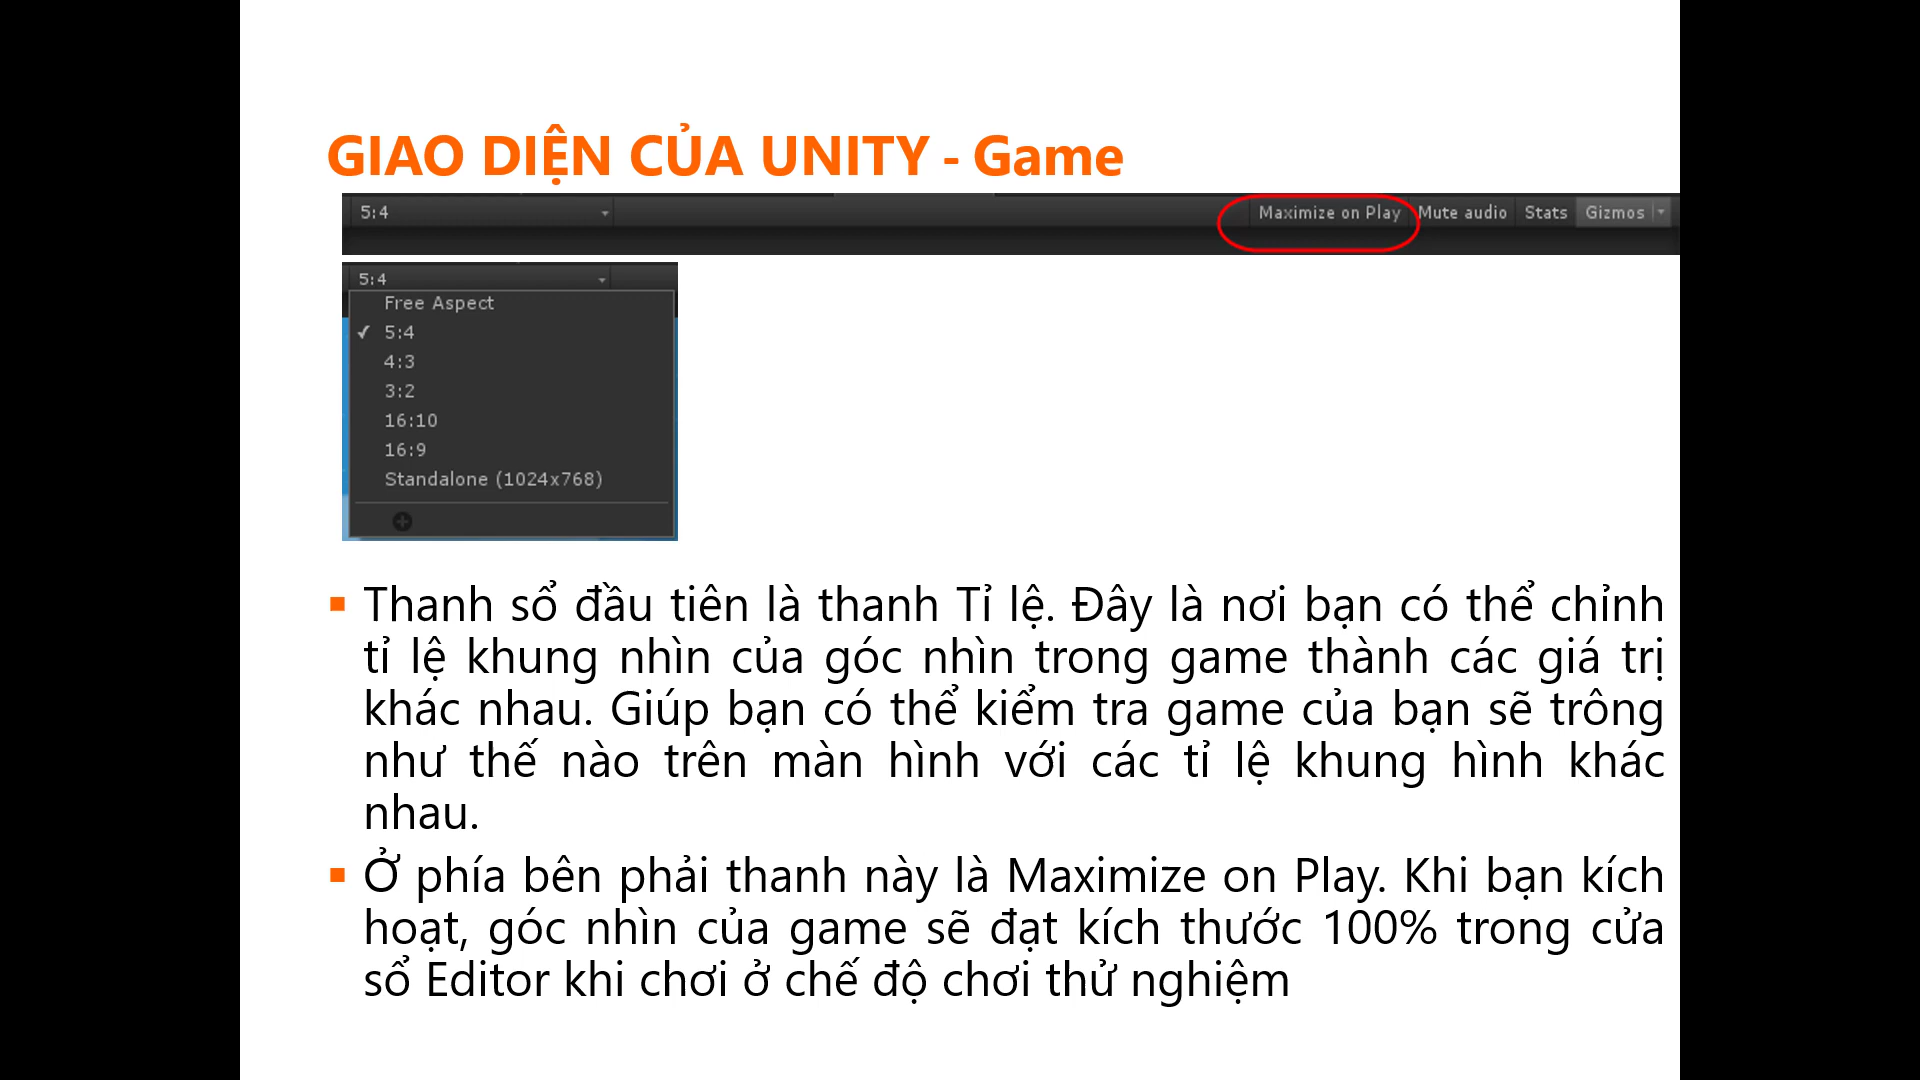 GIAO DIỆN CỦA UNITY - Game
5:4 Maximize on Play Mute audio Stats Gizmos
5:4
Free Aspect
✓ 5:4
4:3
3:2
16:10
16:9
Standalone (1024x768)
▪ Thanh sổ đầu tiên là thanh Tỉ lệ. Đây là nơi bạn có thể chỉnh
tỉ lệ khung nhìn của góc nhìn trong game thành các giá trị
khác nhau. Giúp bạn có thể kiểm tra game của bạn sẽ trông
như thế nào trên màn hình với các tỉ lệ khung hình khác
nhau.
▪ Ở phía bên phải thanh này là Maximize on Play. Khi bạn kích
hoạt, góc nhìn của game sẽ đạt kích thước 100% trong cửa
sổ Editor khi chơi ở chế độ chơi thử nghiệm